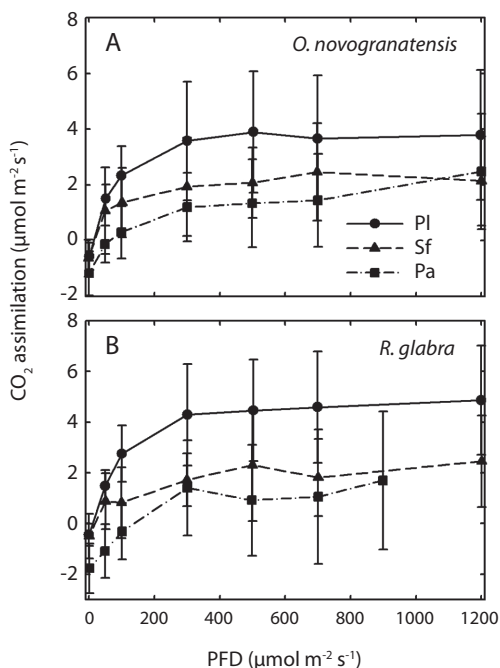 CO2 assimilation (μmol m-2 s-1)
A
O. novogranatensis
8
6
4
2
0
-2
Pl
Sf
Pa
B
R. glabra
8
6
4
2
0
-2
0 200 400 600 800 1000 1200
PFD (μmol m-2 s-1)